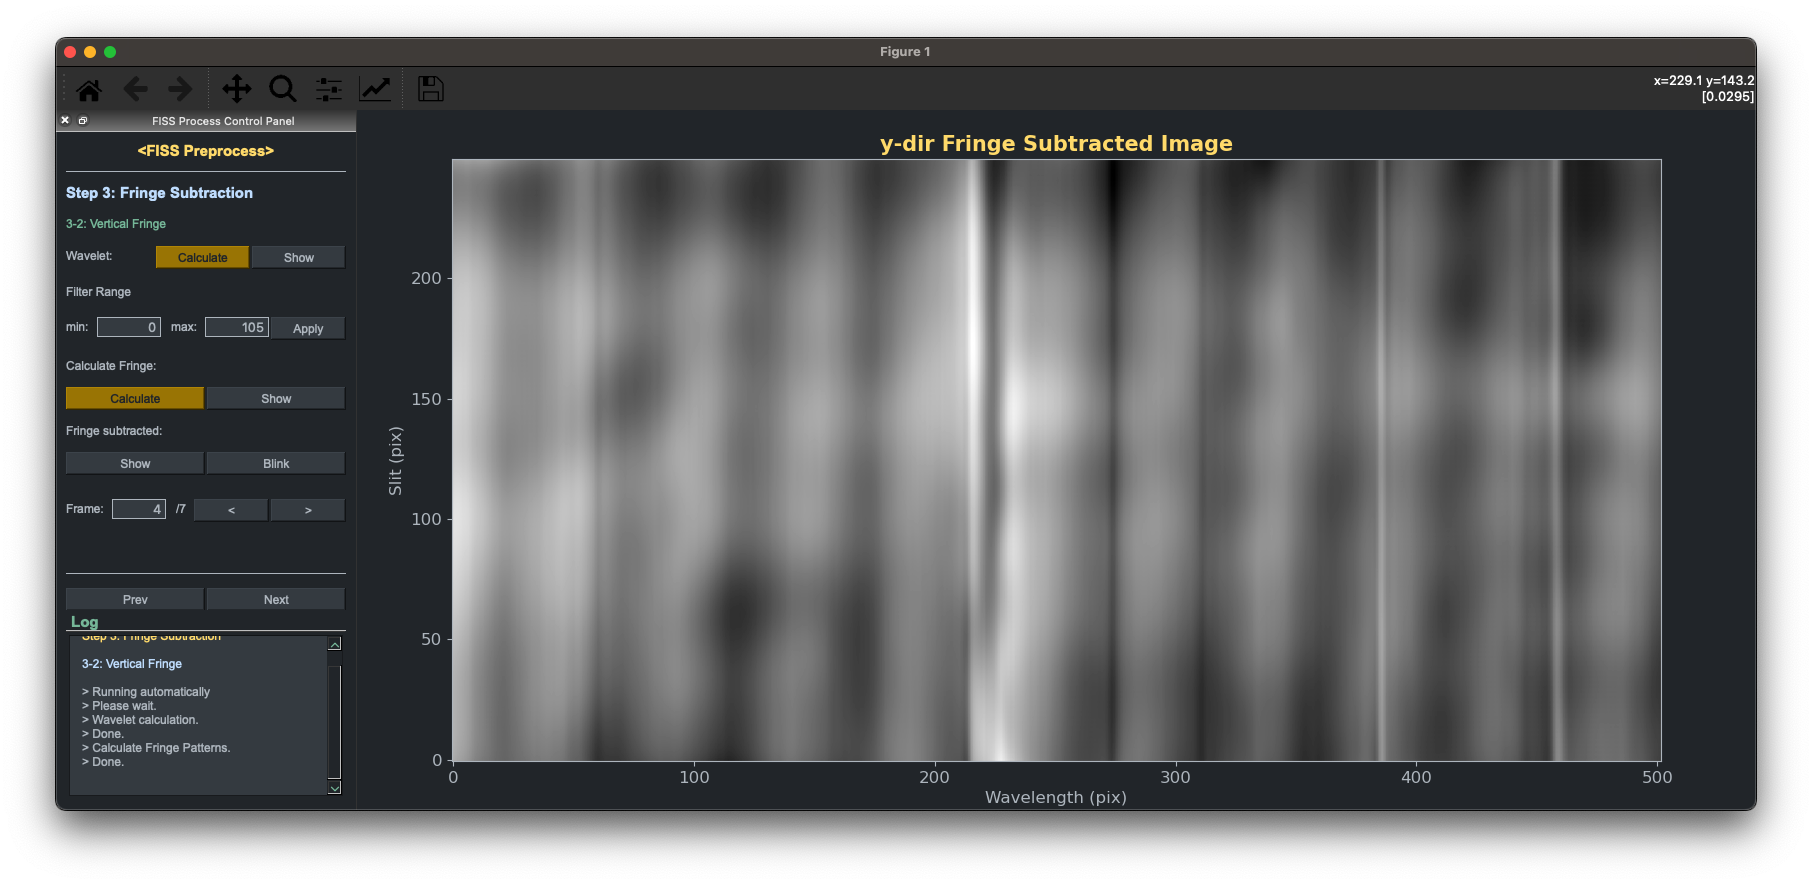 Figure 1
x=229.1 y=143.2
[0.0295]
FISS Process Control Panel
<FISS Preprocess>
Step 3: Fringe Subtraction
3-2: Vertical Fringe
Wavelet: Calculate Show
Filter Range
min: 0 max: 105 Apply
Calculate Fringe:
Calculate Show
Fringe subtracted:
Show Blink
Frame: 4 /7 < >
Prev Next
Log
Step 3: Fringe Subtraction
3-2: Vertical Fringe
> Running automatically
> Please wait.
> Wavelet calculation.
> Done.
> Calculate Fringe Patterns.
> Done.
y-dir Fringe Subtracted Image
Slit (pix)
200
150
100
50
0
0 100 200 300 400 500
Wavelength (pix)